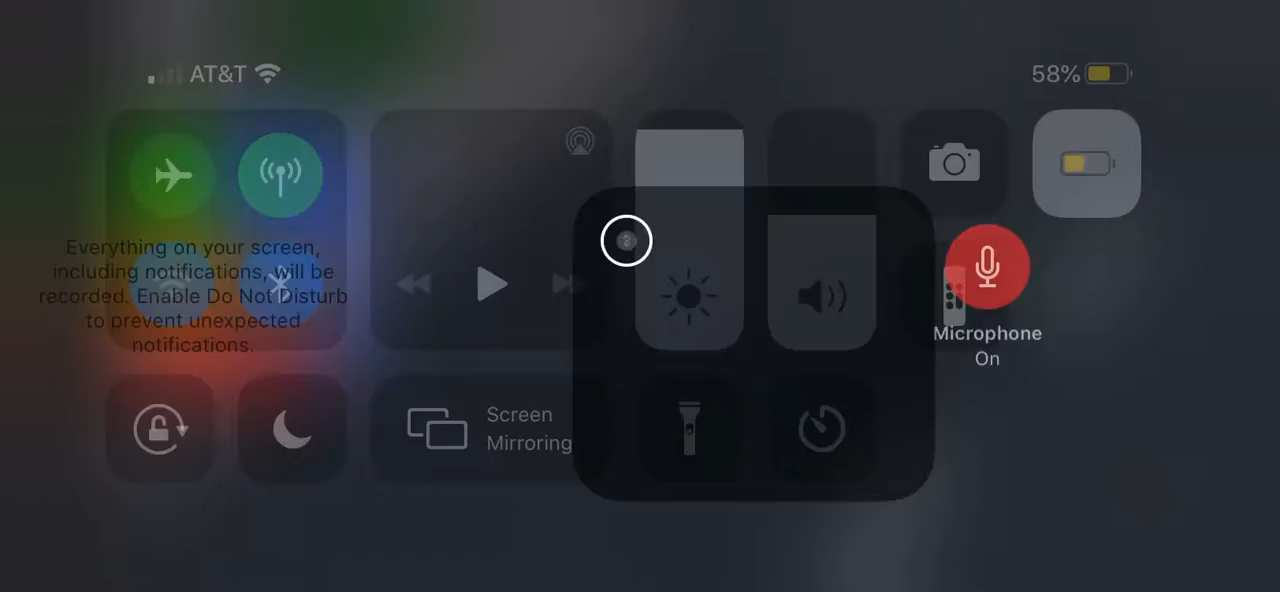 AT&T
58%
Everything on your screen,
including notifications, will be
recorded. Enable Do Not Disturb
to prevent unexpected
notifications.
Microphone
On
Screen
Mirroring